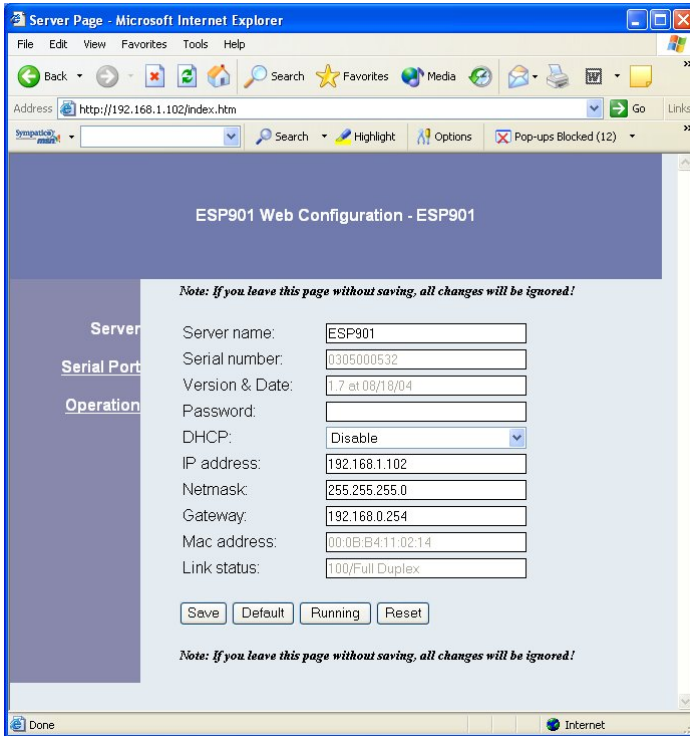 Server Page - Microsoft Internet Explorer
File Edit View Favorites Tools Help
Back Search Favorites Media
Address http://192.168.1.102/index.htm Go Links
Sympatico msn Search Highlight Options Pop-ups Blocked (12)
ESP901 Web Configuration - ESP901
Note: If you leave this page without saving, all changes will be ignored!
Server
Serial Port
Operation
Server name: ESP901
Serial number: 0305000532
Version & Date: 1.7 at 08/18/04
Password:
DHCP: Disable
IP address: 192.168.1.102
Netmask: 255.255.255.0
Gateway: 192.168.0.254
Mac address: 00:0B:B4:11:02:14
Link status: 100/Full Duplex
Save Default Running Reset
Note: If you leave this page without saving, all changes will be ignored!
Done Internet